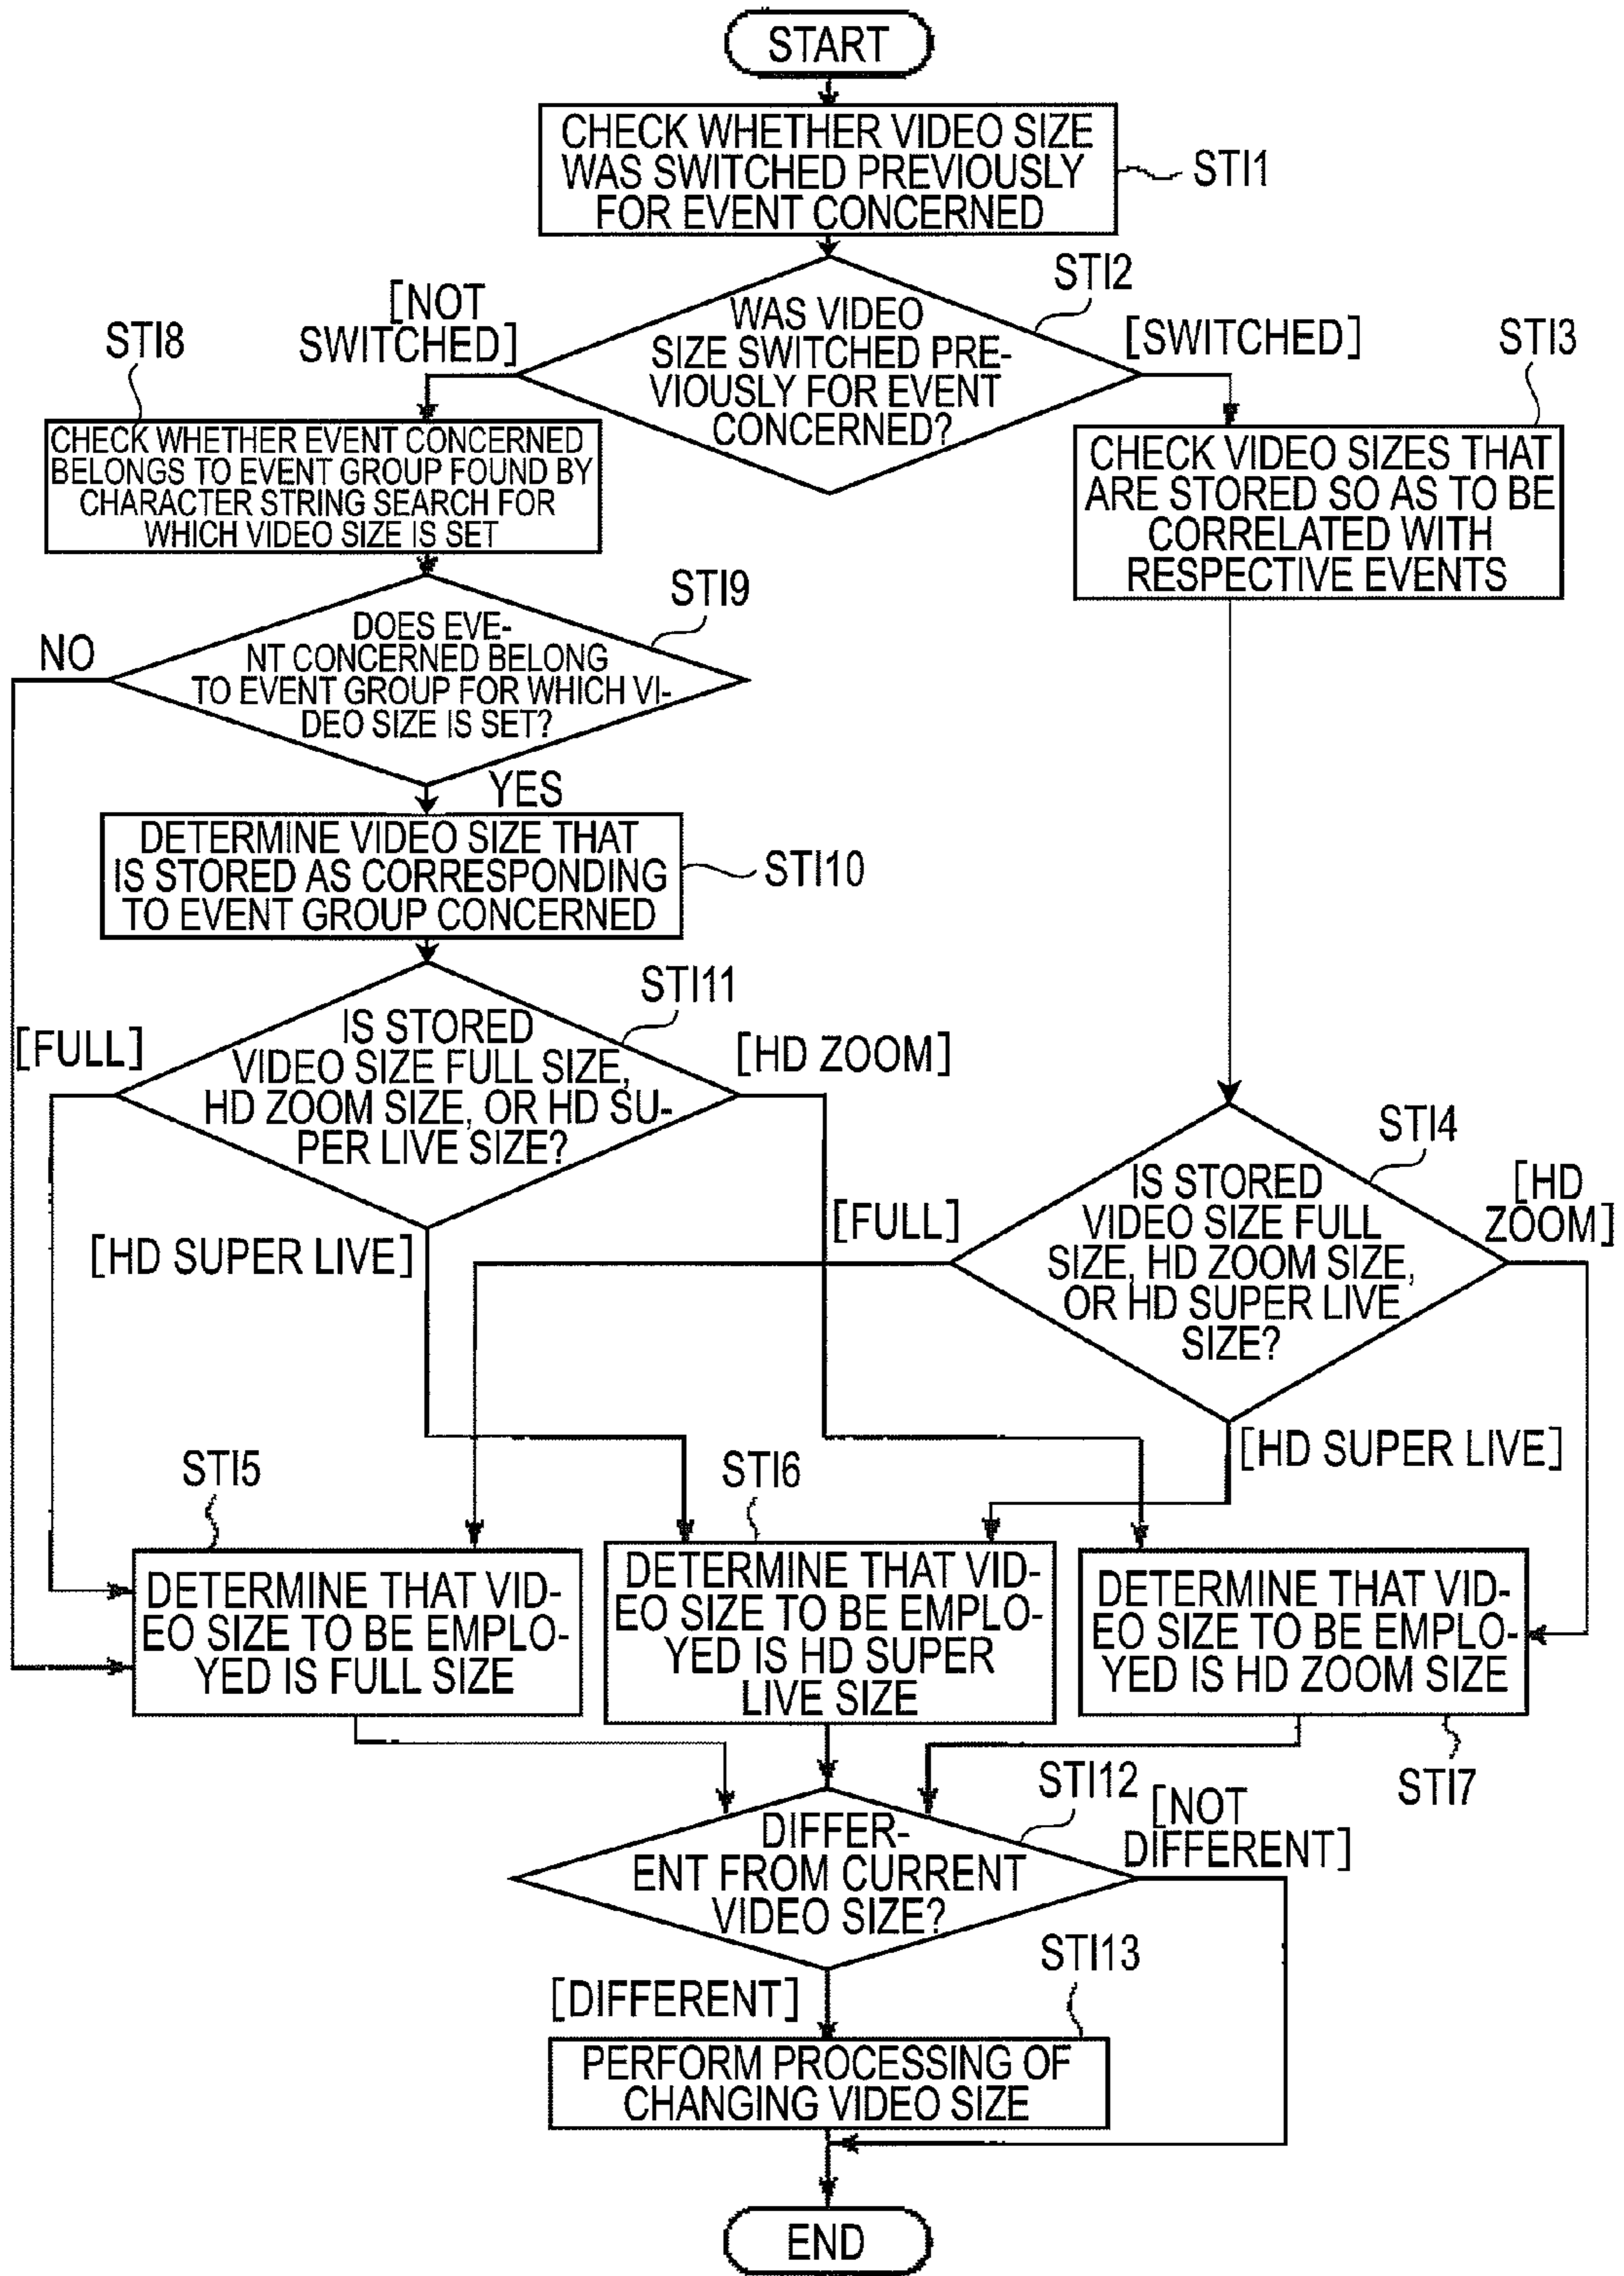 START
CHECK WHETHER VIDEO SIZE
WAS SWITCHED PREVIOUSLY
FOR EVENT CONCERNED
STI1
STI2
WAS VIDEO
SIZE SWITCHED PRE-
VIOUSLY FOR EVENT
CONCERNED?
[NOT
SWITCHED]
[SWITCHED]
STI8
CHECK WHETHER EVENT CONCERNED
BELONGS TO EVENT GROUP FOUND BY
CHARACTER STRING SEARCH FOR
WHICH VIDEO SIZE IS SET
STI3
CHECK VIDEO SIZES THAT
ARE STORED SO AS TO BE
CORRELATED WITH
RESPECTIVE EVENTS
STI9
DOES EVE-
NT CONCERNED BELONG
TO EVENT GROUP FOR WHICH VI-
DEO SIZE IS SET?
NO
YES
DETERMINE VIDEO SIZE THAT
IS STORED AS CORRESPONDING
TO EVENT GROUP CONCERNED
STI10
STI11
IS STORED
VIDEO SIZE FULL SIZE,
HD ZOOM SIZE, OR HD SU-
PER LIVE SIZE?
[FULL]
[HD ZOOM]
[HD SUPER LIVE]
STI4
IS STORED
VIDEO SIZE FULL
SIZE, HD ZOOM SIZE,
OR HD SUPER LIVE
SIZE?
[FULL]
[HD
ZOOM]
[HD SUPER LIVE]
STI5
DETERMINE THAT VID-
EO SIZE TO BE EMPLO-
YED IS FULL SIZE
STI6
DETERMINE THAT VID-
EO SIZE TO BE EMPLO-
YED IS HD SUPER
LIVE SIZE
DETERMINE THAT VID-
EO SIZE TO BE EMPLO-
YED IS HD ZOOM SIZE
STI7
STI12
DIFFER-
ENT FROM CURRENT
VIDEO SIZE?
[NOT
DIFFERENT]
[DIFFERENT]
STI13
PERFORM PROCESSING OF
CHANGING VIDEO SIZE
END